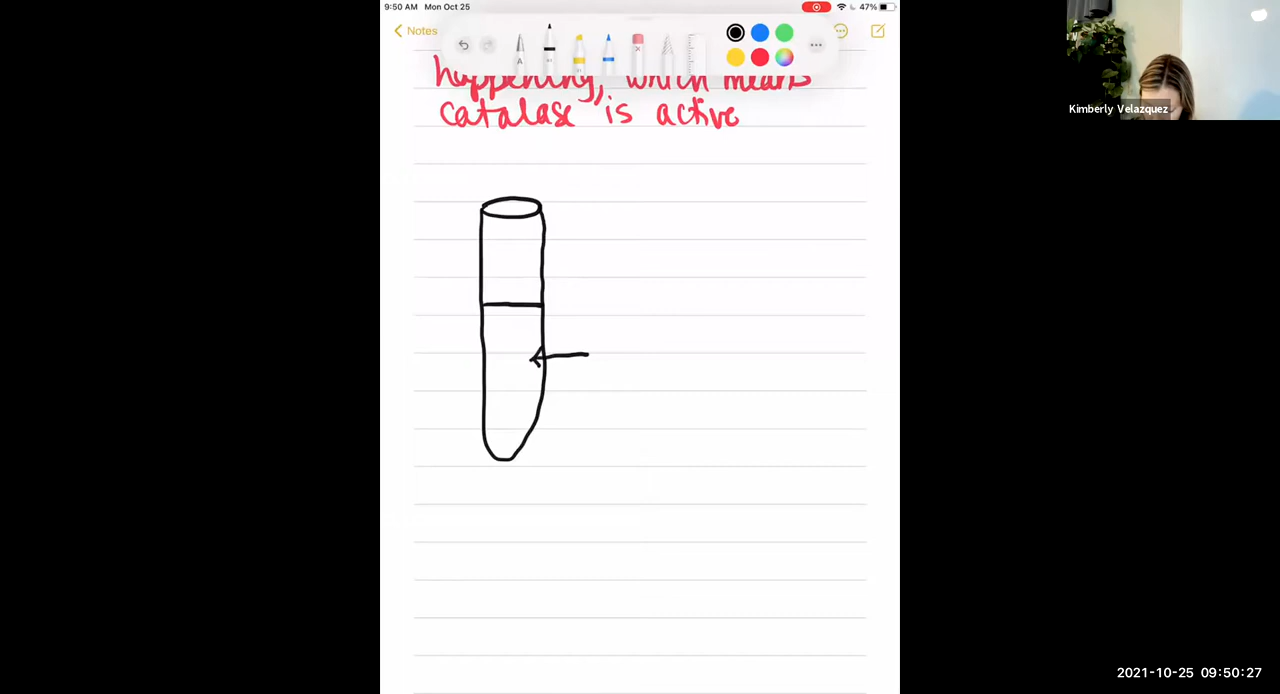 9:50 AM Mon Oct 25
47%
Notes
happening, which means
catalase is active
Kimberly Velazquez
2021-10-25 09:50:27